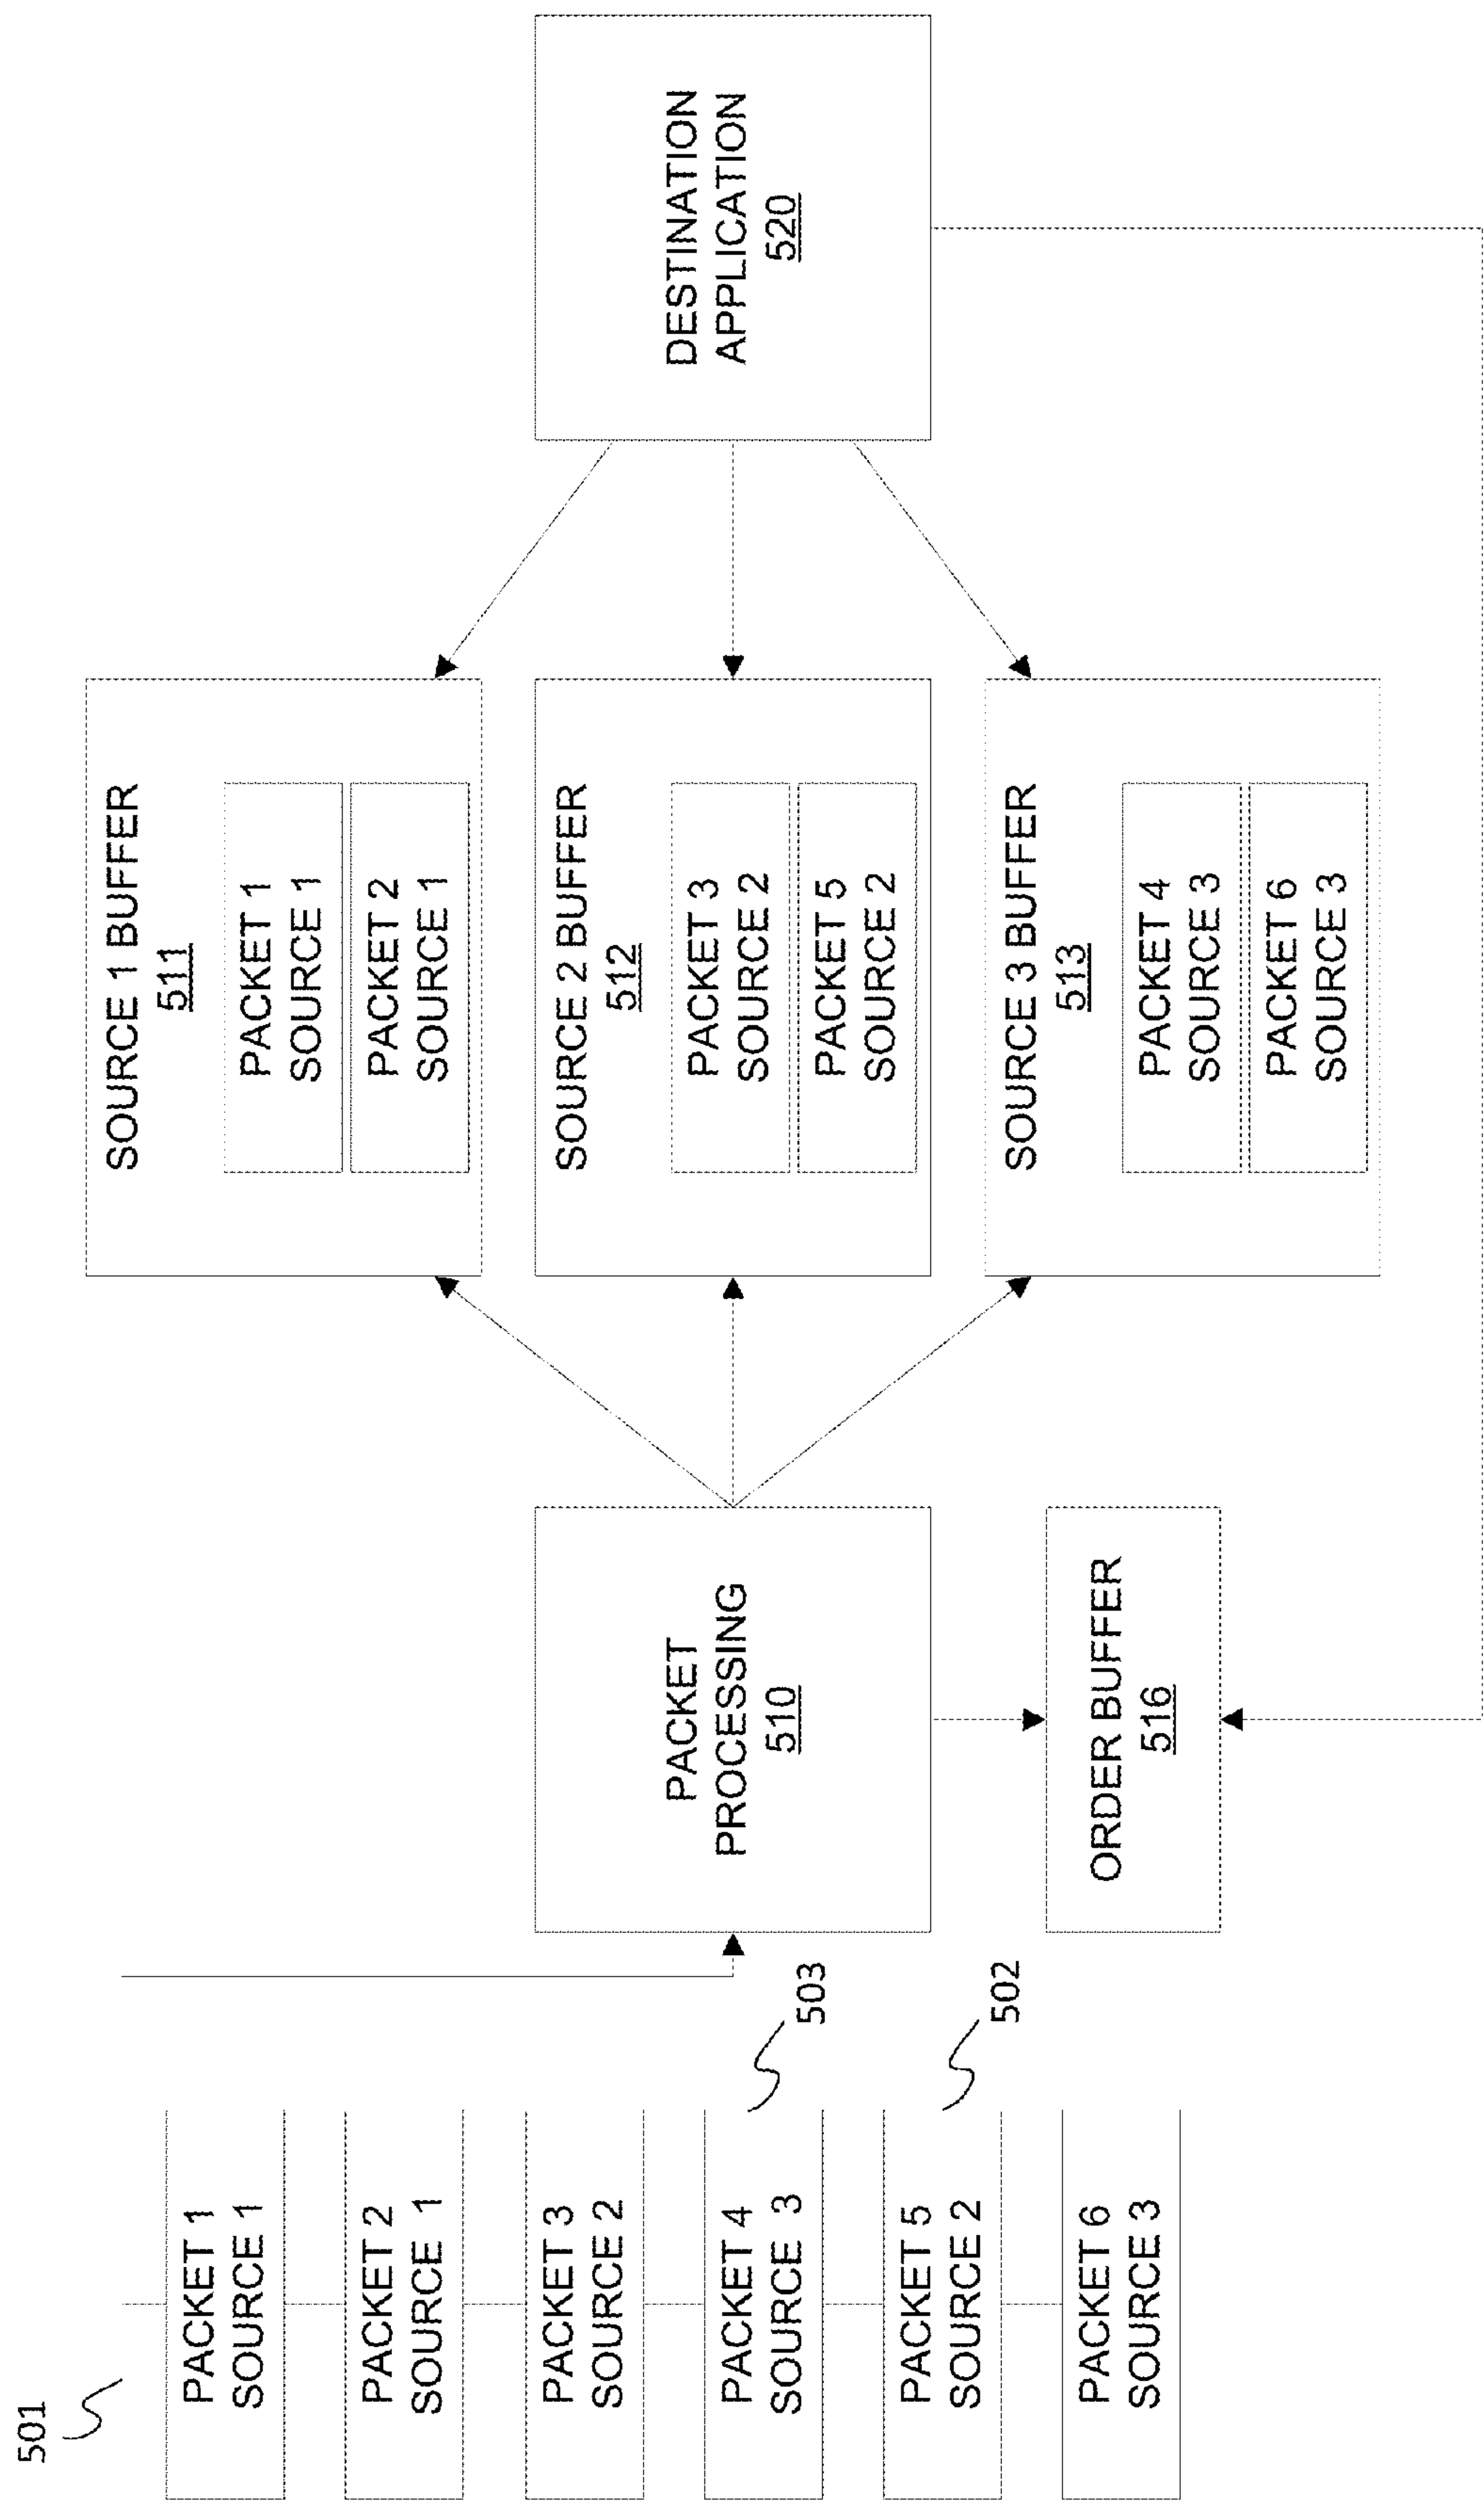 501
PACKET 1
SOURCE 1
PACKET 2
SOURCE 1
PACKET 3
SOURCE 2
PACKET 4
SOURCE 3
503
PACKET 5
SOURCE 2
502
PACKET 6
SOURCE 3
PACKET
PROCESSING
510
ORDER BUFFER
516
SOURCE 1 BUFFER
511
PACKET 1
SOURCE 1
PACKET 2
SOURCE 1
SOURCE 2 BUFFER
512
PACKET 3
SOURCE 2
PACKET 5
SOURCE 2
SOURCE 3 BUFFER
513
PACKET 4
SOURCE 3
PACKET 6
SOURCE 3
DESTINATION
APPLICATION
520